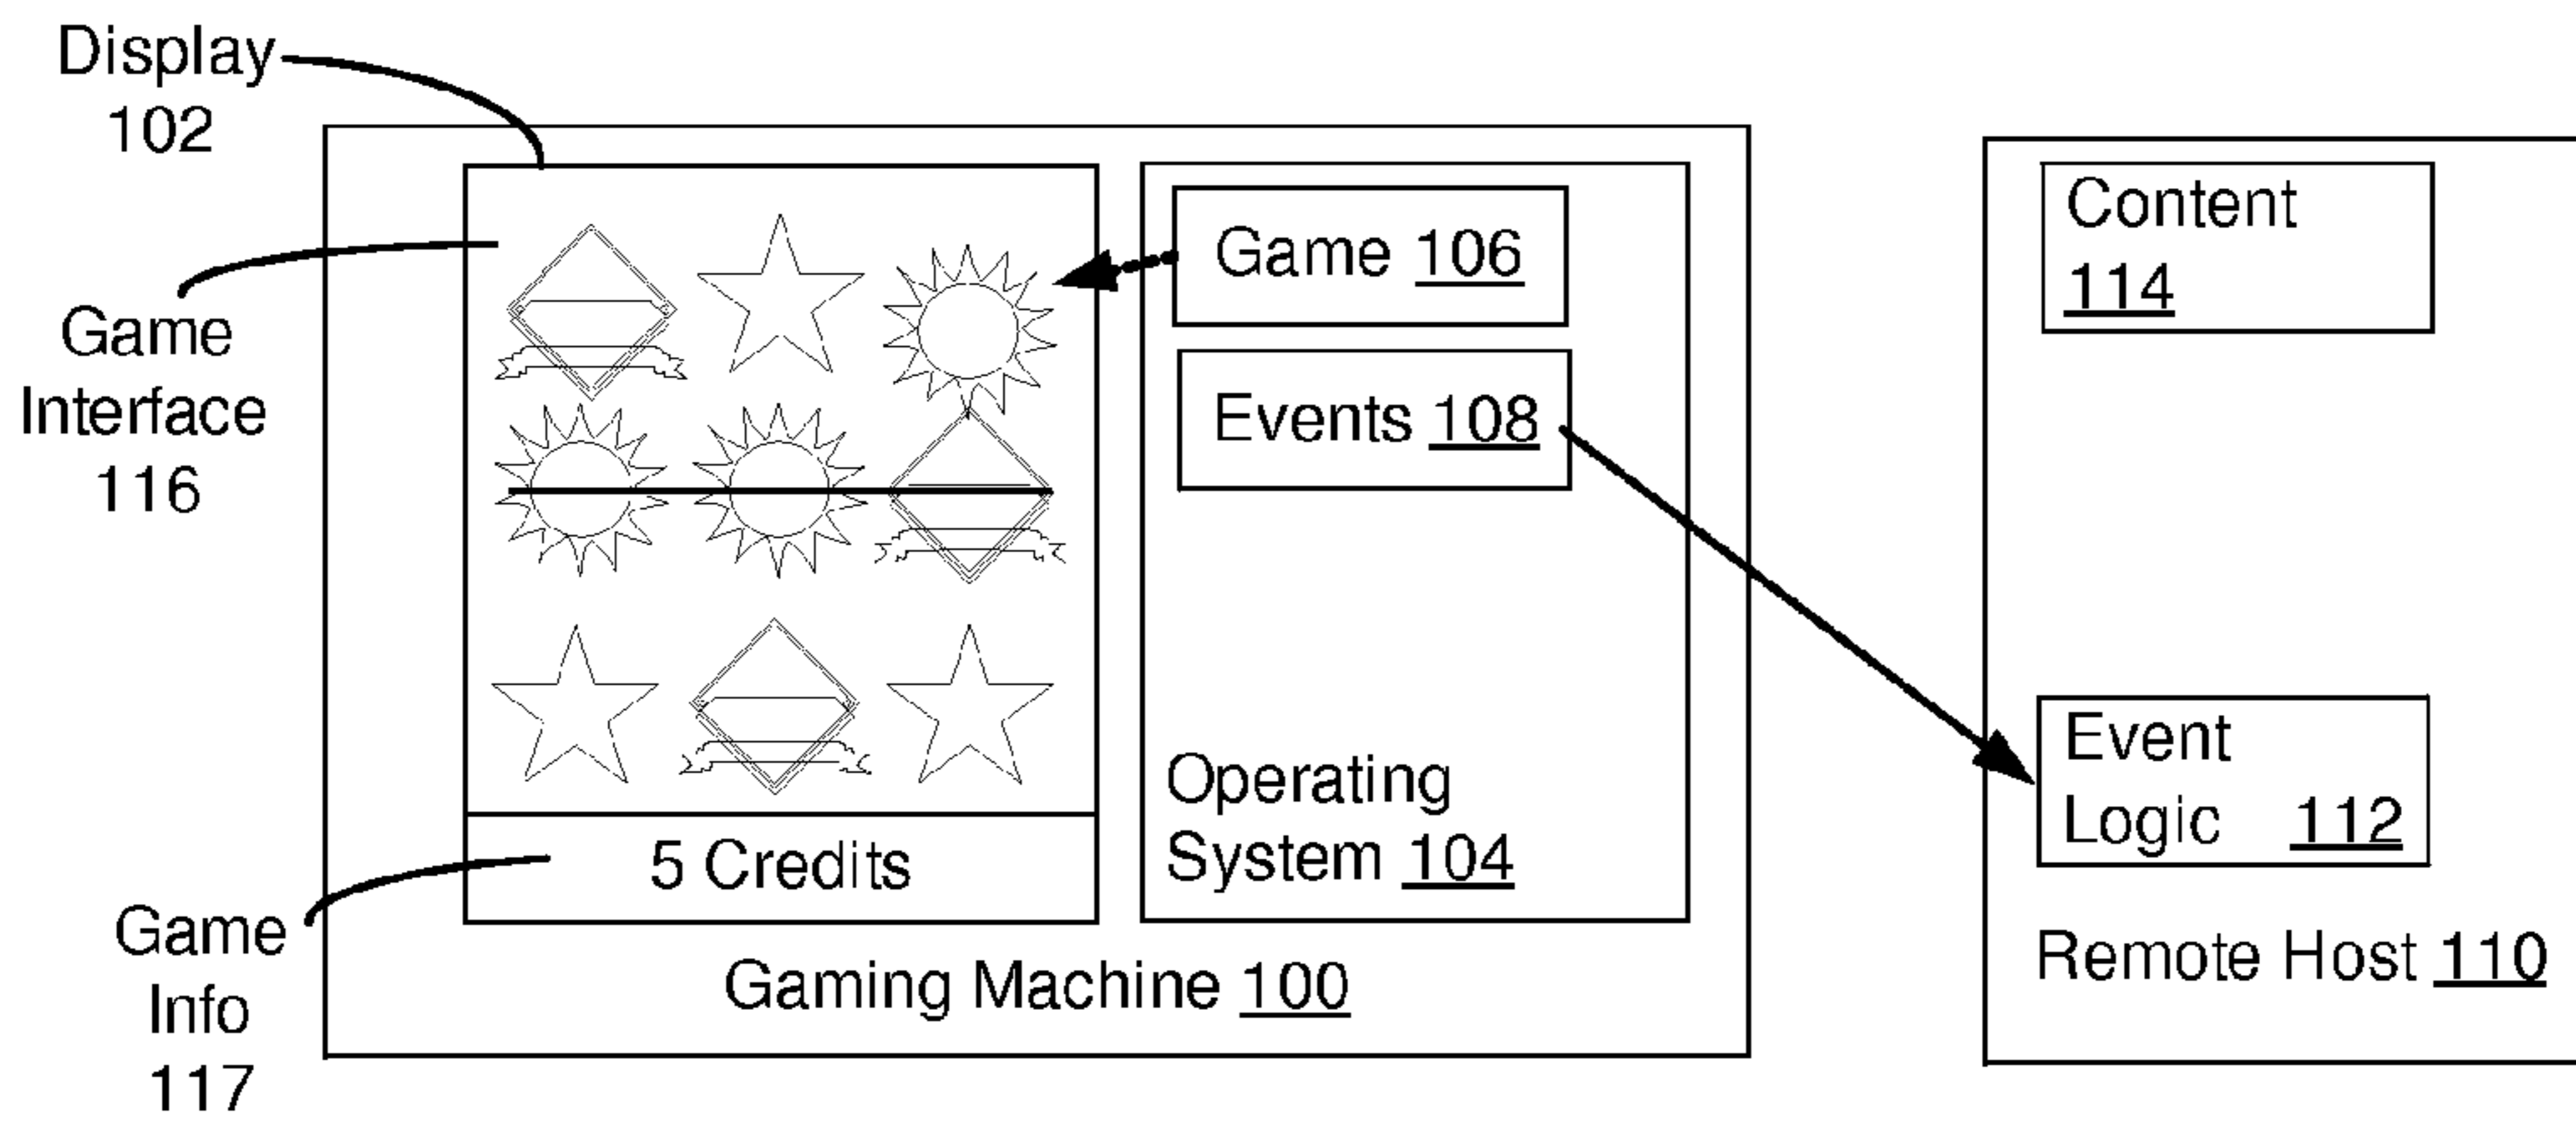 Display
102
Game
Interface
116
Game
Info
117
5 Credits
Game 106
Events 108
Operating
System 104
Gaming Machine 100
Content
114
Event
Logic 112
Remote Host 110